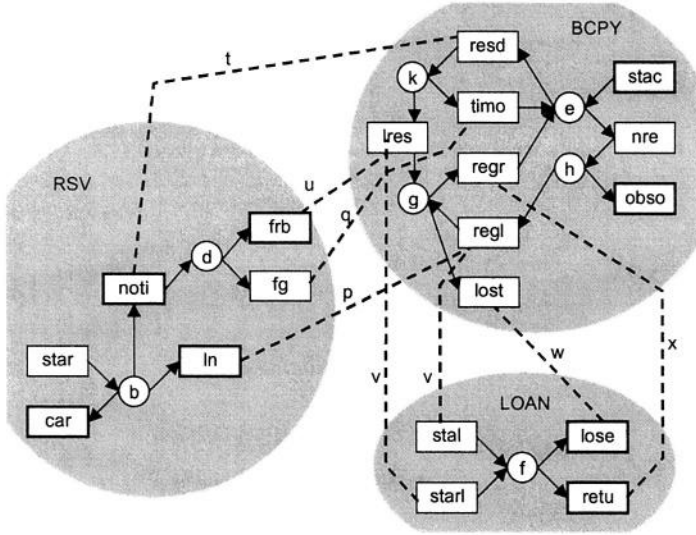 BCPY
t
resd
stac
k
timo
e
lres
nre
RSV
u
regr
h
q
g
frb
obso
d
regl
noti
fg
p
lost
star
ln
b
w
x
car
v
v
LOAN
stal
lose
f
starl
retu